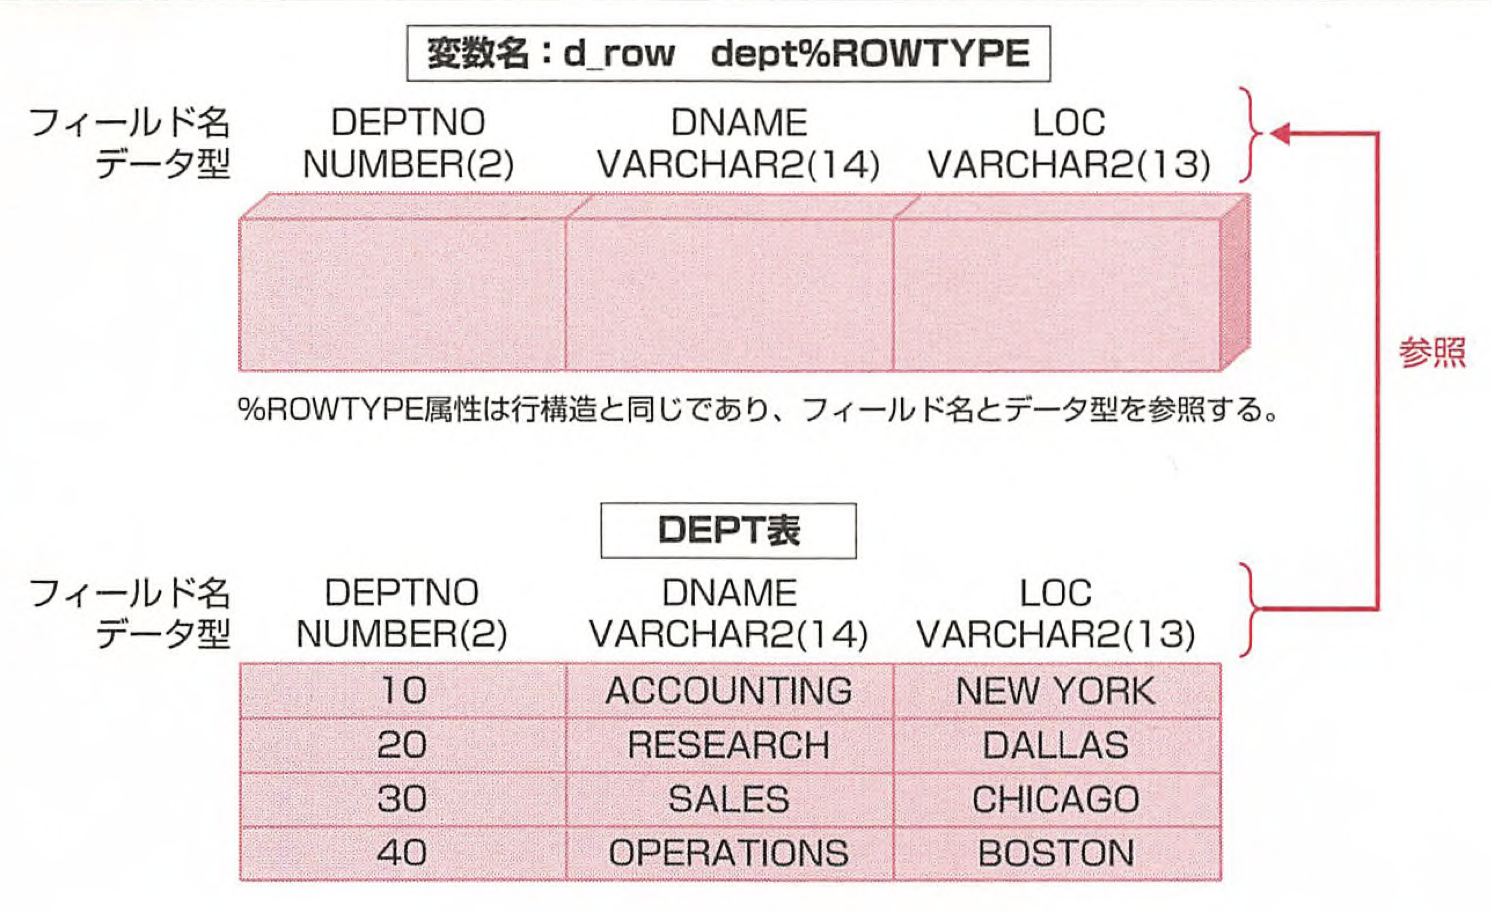 変数名：d_row dept%ROWTYPE
フィールド名 DEPTNO DNAME LOC
データ型 NUMBER(2) VARCHAR2(14) VARCHAR2(13)
参照
%ROWTYPE属性は行構造と同じであり、フィールド名とデータ型を参照する。
DEPT表
フィールド名 DEPTNO DNAME LOC
データ型 NUMBER(2) VARCHAR2(14) VARCHAR2(13)
10 ACCOUNTING NEW YORK
20 RESEARCH DALLAS
30 SALES CHICAGO
40 OPERATIONS BOSTON